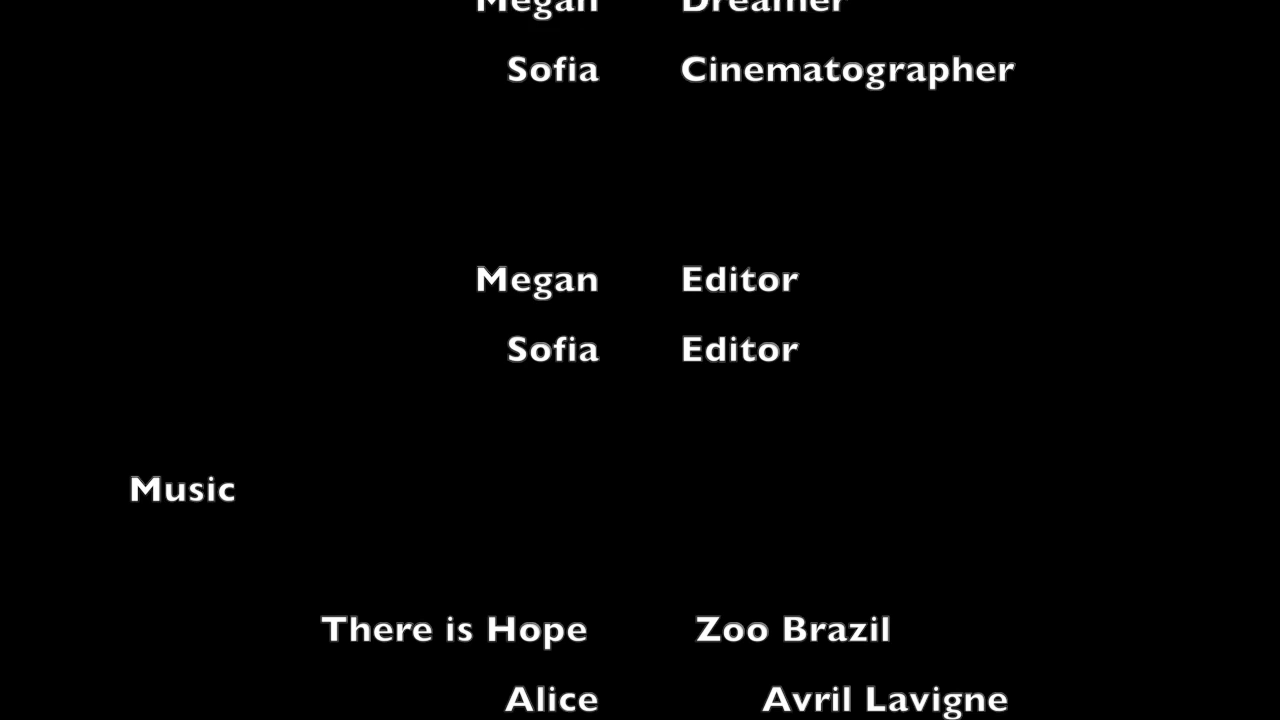 Megan Dreamer
Sofia Cinematographer
Megan Editor
Sofia Editor
Music
There is Hope Zoo Brazil
Alice Avril Lavigne